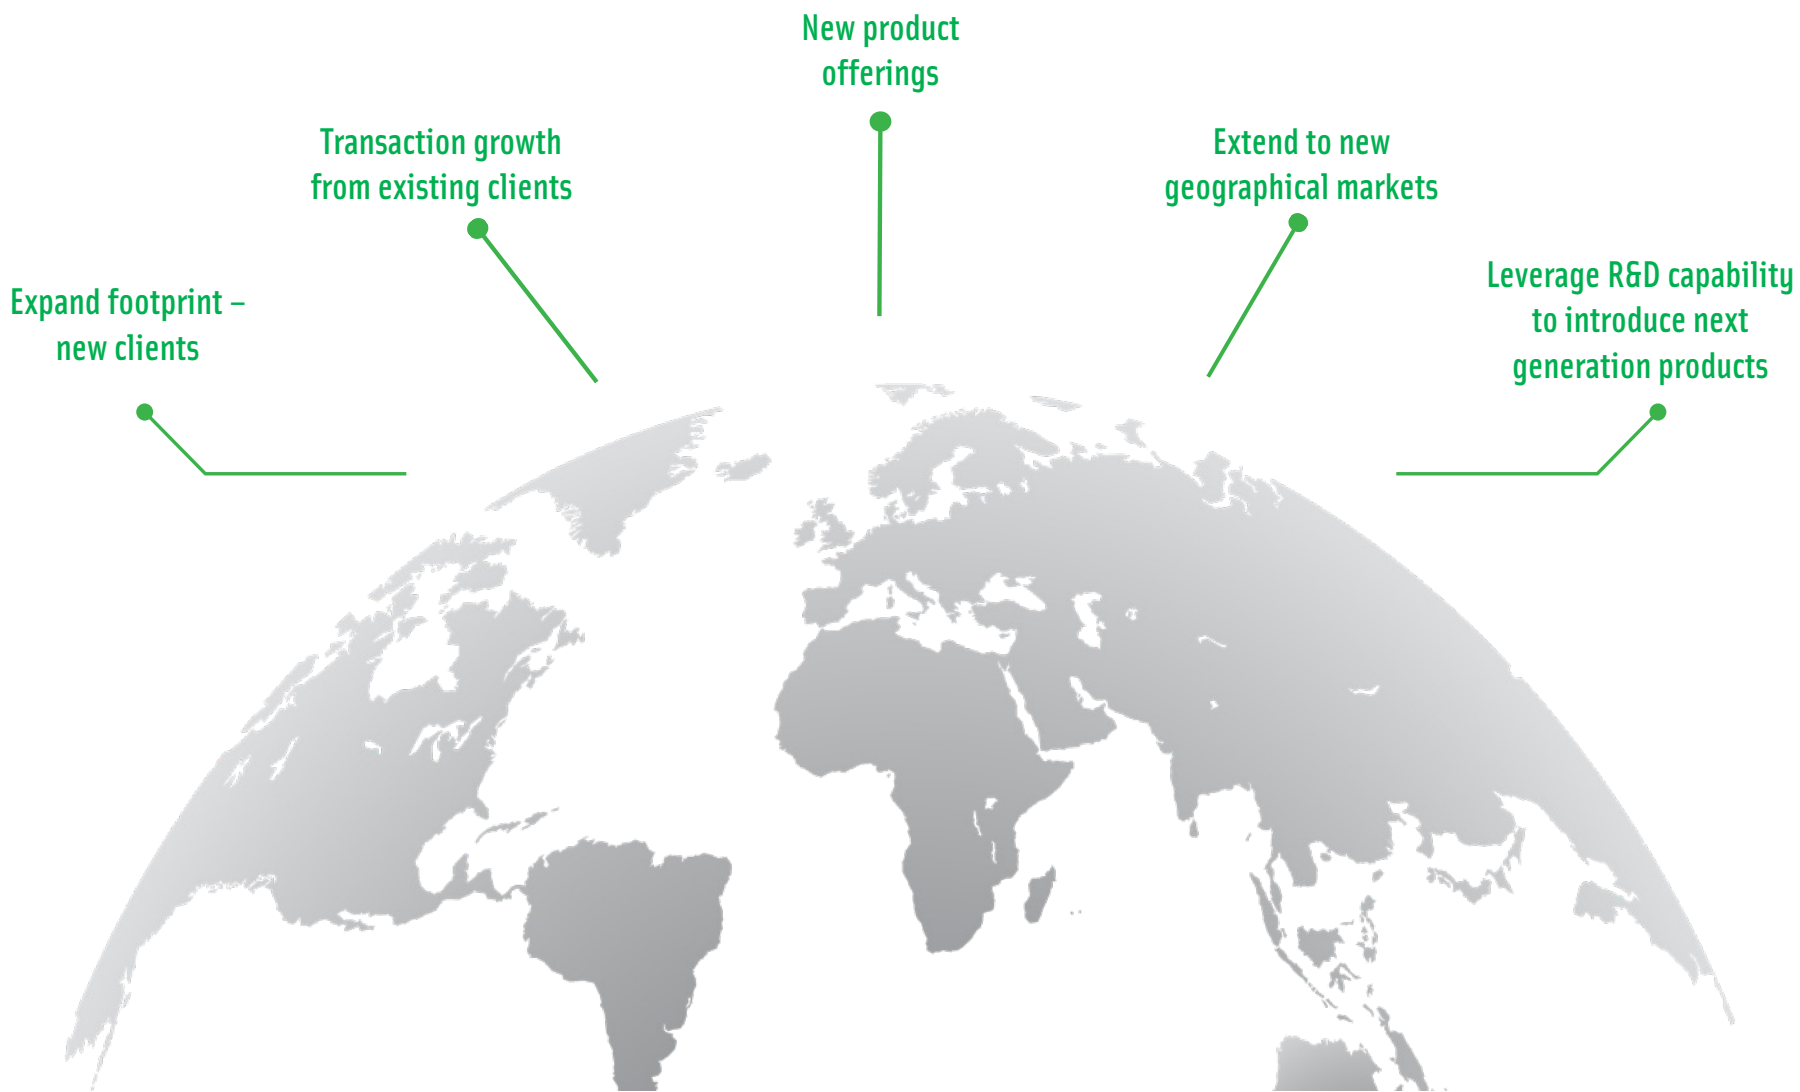 New product
offerings
Transaction growth
from existing clients
Extend to new
geographical markets
Expand footprint –
new clients
Leverage R&D capability
to introduce next
generation products